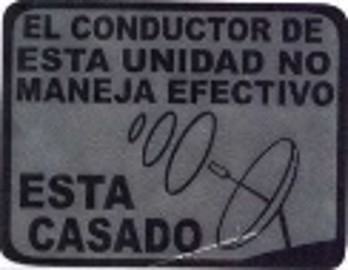 EL CONDUCTOR DE
ESTA UNIDAD NO
MANEJA EFECTIVO
ESTA
CASADO